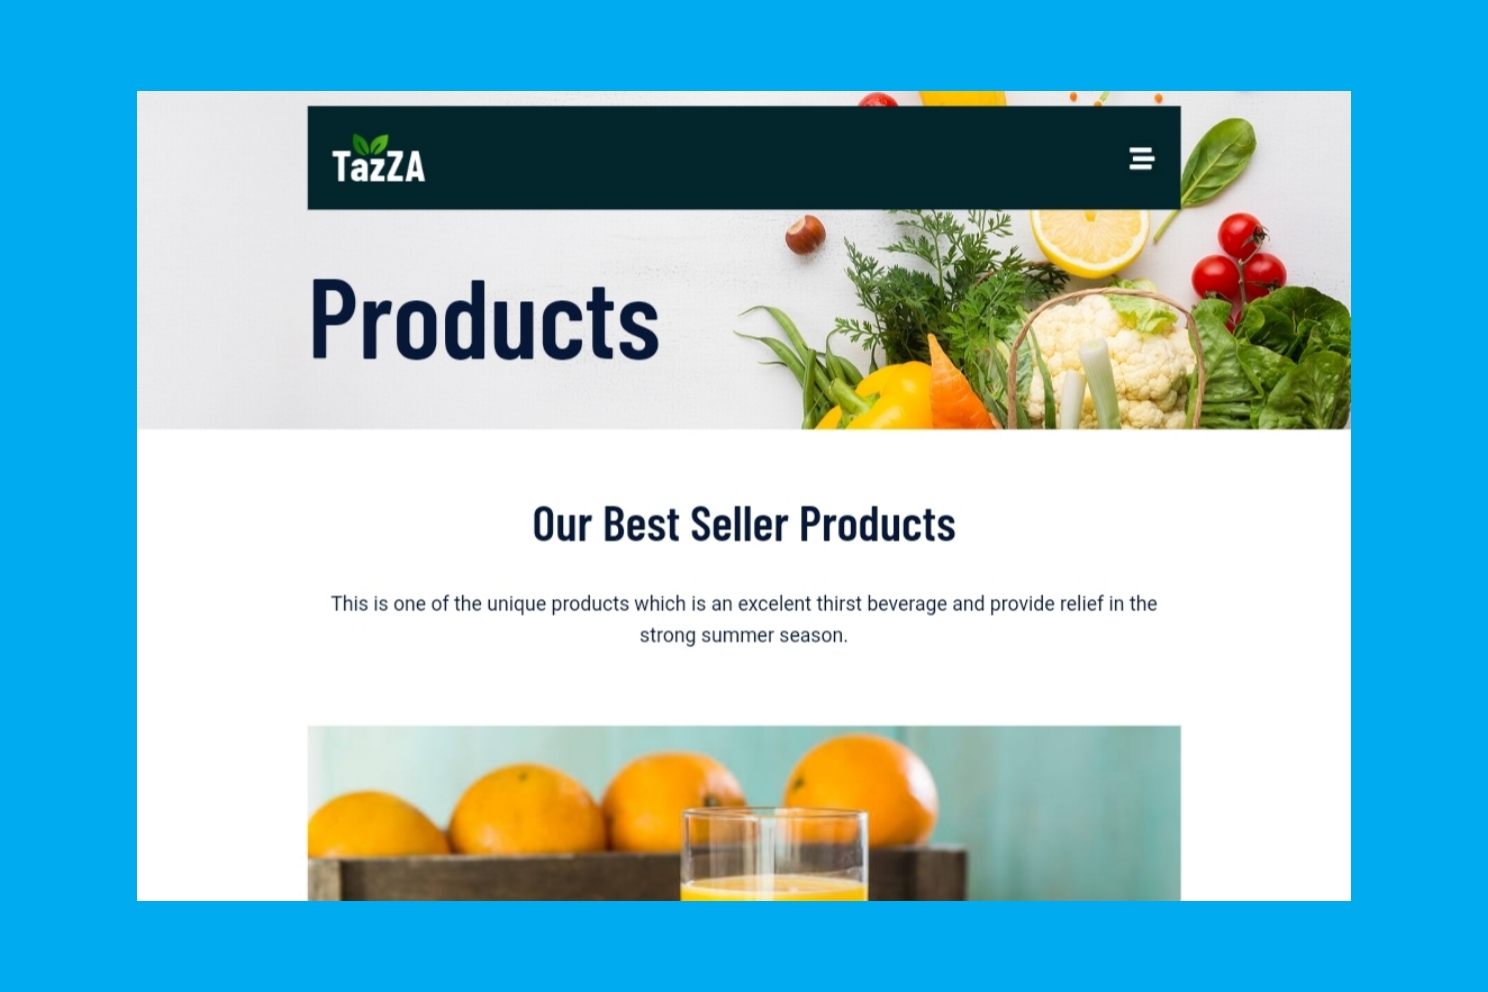 TazZA
Products
Our Best Seller Products
This is one of the unique products which is an excelent thirst beverage and provide relief in the
strong summer season.